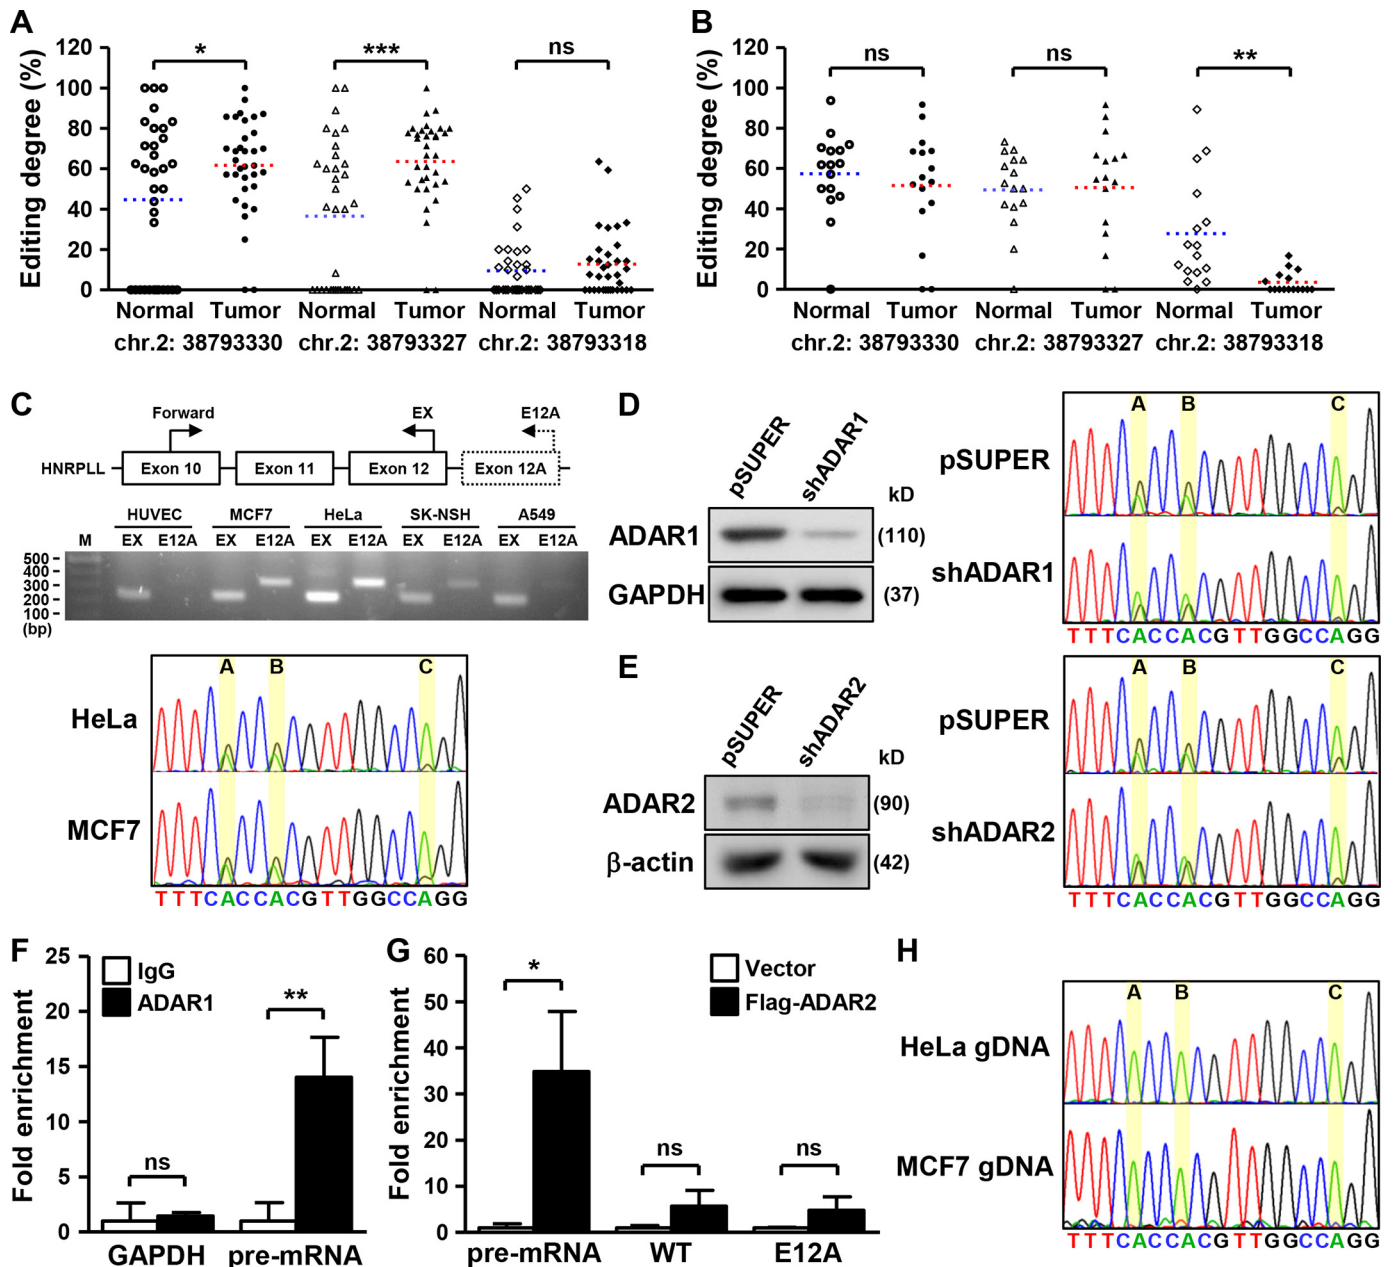 A
Editing degree (%)
120
100
80
60
40
20
0
*
***
ns
Normal Tumor Normal Tumor Normal Tumor
chr.2: 38793330 chr.2: 38793327 chr.2: 38793318
B
Editing degree (%)
120
100
80
60
40
20
0
ns
ns
**
Normal Tumor Normal Tumor Normal Tumor
chr.2: 38793330 chr.2: 38793327 chr.2: 38793318
C
Forward EX E12A
HNRPLL Exon 10 Exon 11 Exon 12 Exon 12A
HUVEC MCF7 HeLa SK-NSH A549
M EX E12A EX E12A EX E12A EX E12A EX E12A
500
400
300
200
100
(bp)
A B C
HeLa
MCF7
TTTCACCACGTTGGCCAGG
D
pSUPER shADAR1
kD
ADAR1 (110)
GAPDH (37)
A B C
pSUPER
shADAR1
TTTCACCACGTTGGCCAGG
E
pSUPER shADAR2
kD
ADAR2 (90)
β-actin (42)
A B C
pSUPER
shADAR2
TTTCACCACGTTGGCCAGG
F
Fold enrichment
25
20
15
10
5
0
IgG
ADAR1
ns
**
GAPDH pre-mRNA
G
Fold enrichment
60
50
40
30
20
10
0
Vector
Flag-ADAR2
*
ns
ns
pre-mRNA WT E12A
H
A B C
HeLa gDNA
MCF7 gDNA
TTTCACCACGTTGGCCAGG